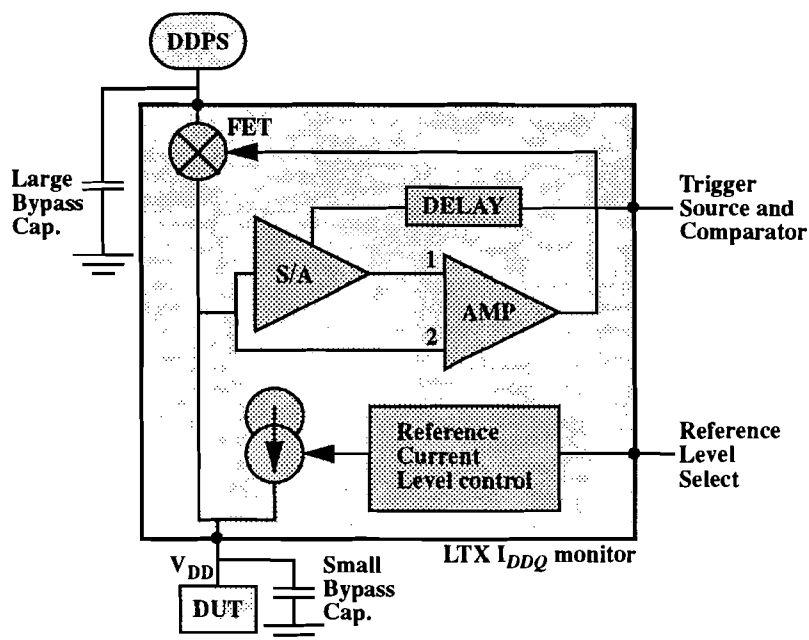 DDPS
FET
Large
Bypass
Cap.
DELAY
Trigger
Source and
Comparator
S/A
1
AMP
2
Reference
Current
Level control
Reference
Level
Select
LTX IDDQ monitor
VDD
Small
Bypass
Cap.
DUT